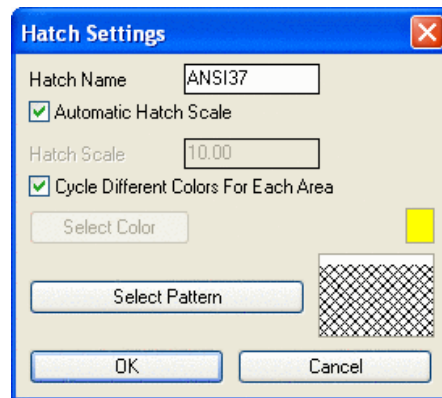 Hatch Settings
Hatch Name ANSI37
Automatic Hatch Scale
Hatch Scale 10.00
Cycle Different Colors For Each Area
Select Color
Select Pattern
OK Cancel